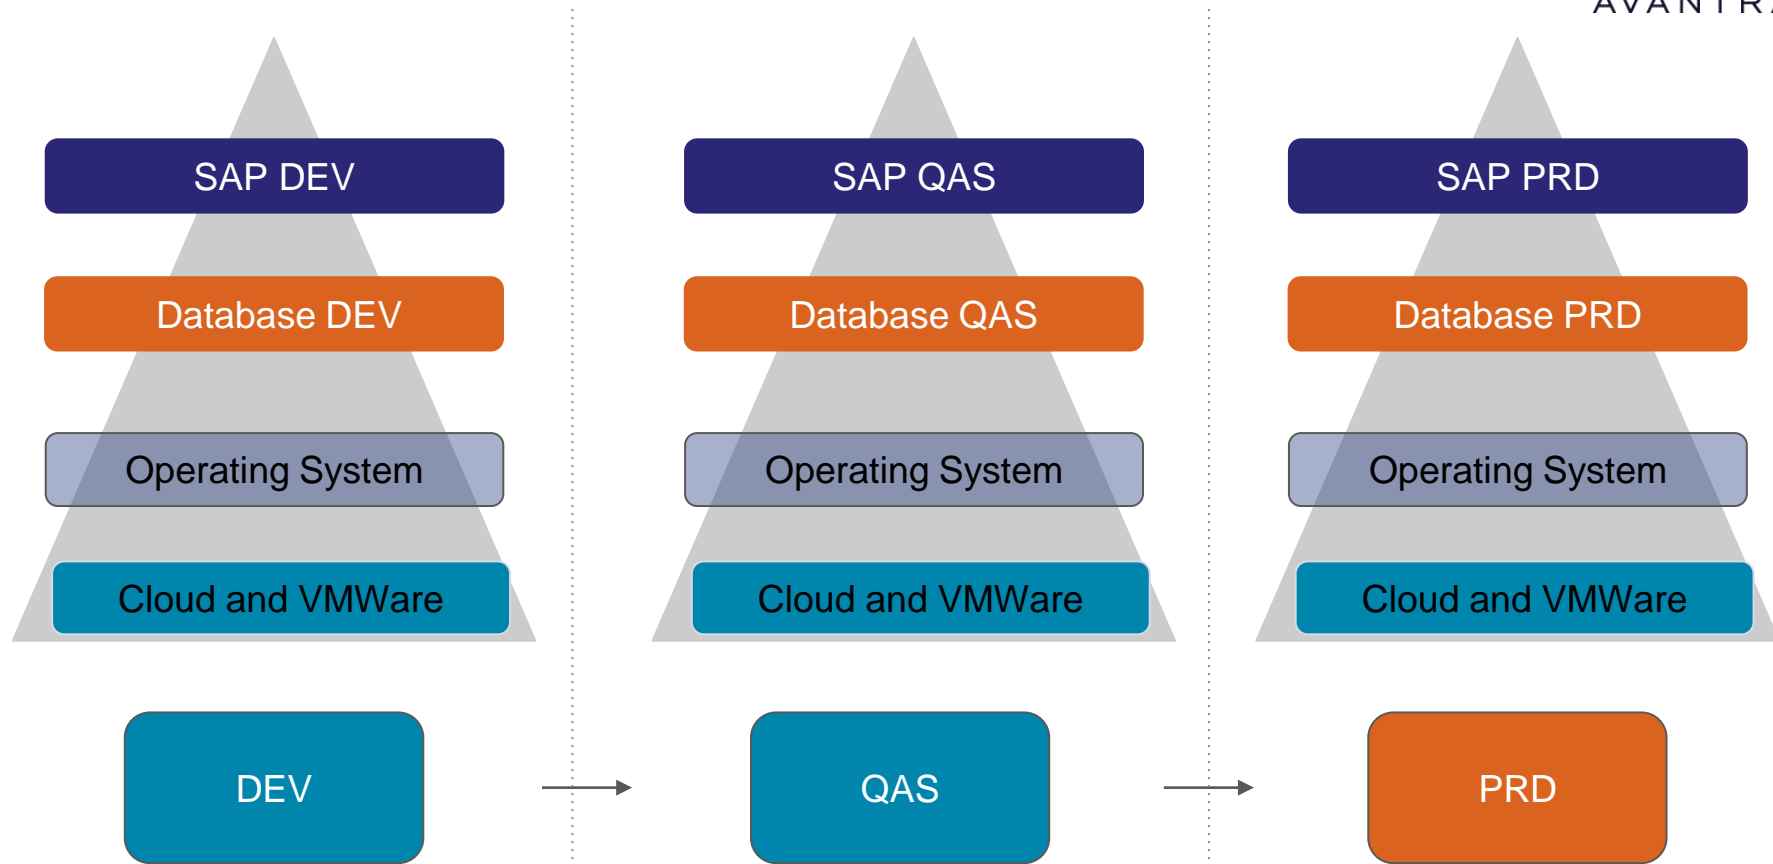 AVANTRA
SAP DEV
SAP QAS
SAP PRD
Database DEV
Database QAS
Database PRD
Operating System
Operating System
Operating System
Cloud and VMWare
Cloud and VMWare
Cloud and VMWare
DEV
QAS
PRD